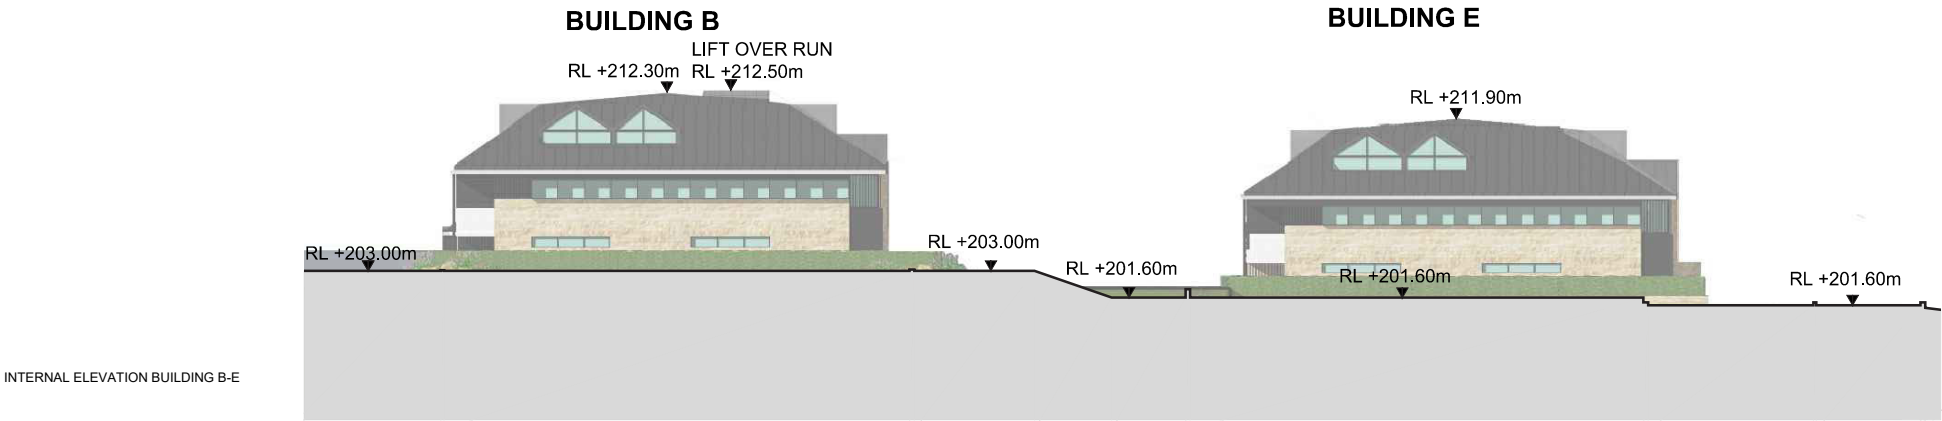 BUILDING B
BUILDING E
LIFT OVER RUN
RL +212.30m
RL +212.50m
RL +211.90m
RL +203.00m
RL +203.00m
RL +201.60m
RL +201.60m
RL +201.60m
INTERNAL ELEVATION BUILDING B-E